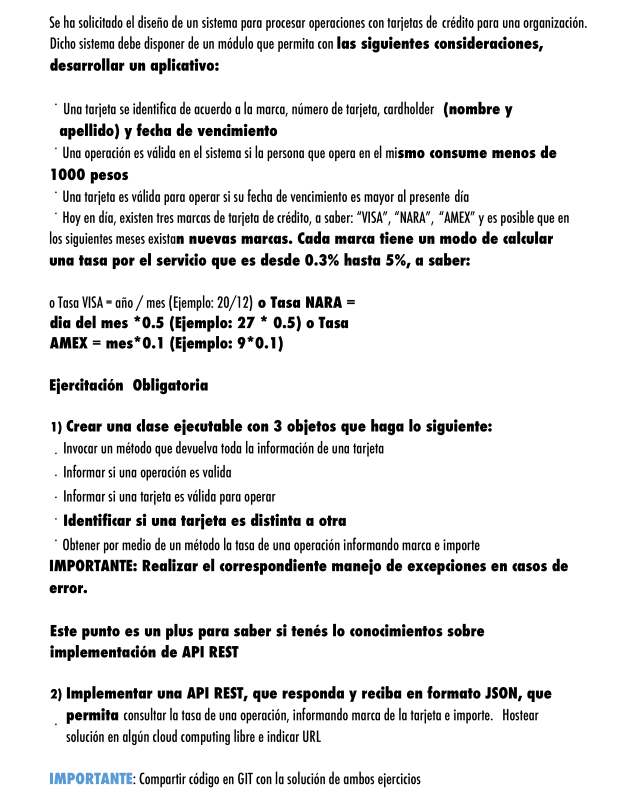 Se ha solicitado el diseño de un sistema para procesar operaciones con tarjetas de crédito para una organización.
Dicho sistema debe disponer de un módulo que permita con las siguientes consideraciones,
desarrollar un aplicativo:
· Una tarjeta se identifica de acuerdo a la marca, número de tarjeta, cardholder (nombre y
apellido) y fecha de vencimiento
· Una operación es válida en el sistema si la persona que opera en el mismo consume menos de
1000 pesos
· Una tarjeta es válida para operar si su fecha de vencimiento es mayor al presente día
· Hoy en día, existen tres marcas de tarjeta de crédito, a saber: “VISA”, “NARA”, “AMEX” y es posible que en
los siguientes meses existan nuevas marcas. Cada marca tiene un modo de calcular
una tasa por el servicio que es desde 0.3% hasta 5%, a saber:
o Tasa VISA = año / mes (Ejemplo: 20/12) o Tasa NARA =
dia del mes *0.5 (Ejemplo: 27 * 0.5) o Tasa
AMEX = mes*0.1 (Ejemplo: 9*0.1)
Ejercitación Obligatoria
1) Crear una clase ejecutable con 3 objetos que haga lo siguiente:
· Invocar un método que devuelva toda la información de una tarjeta
· Informar si una operación es valida
· Informar si una tarjeta es válida para operar
· Identificar si una tarjeta es distinta a otra
· Obtener por medio de un método la tasa de una operación informando marca e importe
IMPORTANTE: Realizar el correspondiente manejo de excepciones en casos de
error.
Este punto es un plus para saber si tenés lo conocimientos sobre
implementación de API REST
2) Implementar una API REST, que responda y reciba en formato JSON, que
· permita consultar la tasa de una operación, informando marca de la tarjeta e importe. Hostear
solución en algún cloud computing libre e indicar URL
IMPORTANTE: Compartir código en GIT con la solución de ambos ejercicios